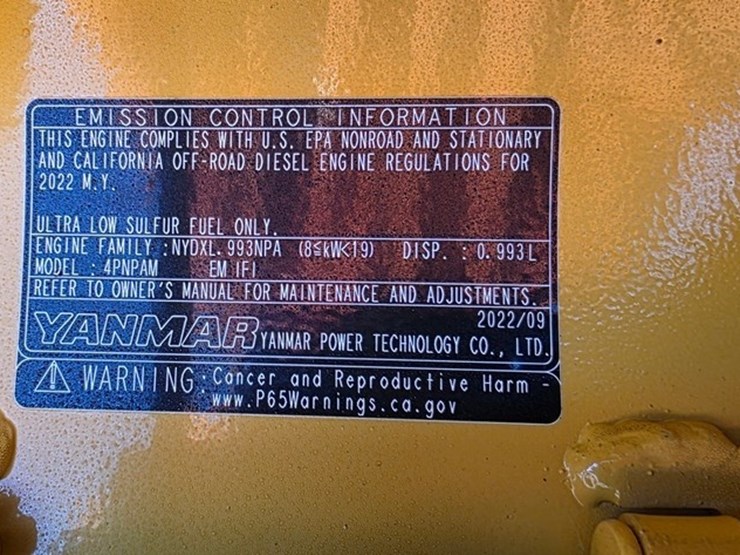 EMISSION CONTROL INFORMATION
THIS ENGINE COMPLIES WITH U.S. EPA NONROAD AND STATIONARY
AND CALIFORNIA OFF-ROAD DIESEL ENGINE REGULATIONS FOR
2022 M.Y.
ULTRA LOW SULFUR FUEL ONLY.
ENGINE FAMILY :NYDXL.993NPA (8≦kW<19) DISP. : 0.993L
MODEL : 4PNPAM EM IFI
REFER TO OWNER'S MANUAL FOR MAINTENANCE AND ADJUSTMENTS.
2022/09
YANMAR YANMAR POWER TECHNOLOGY CO., LTD.
WARNING:Cancer and Reproductive Harm -
www.P65Warnings.ca.gov